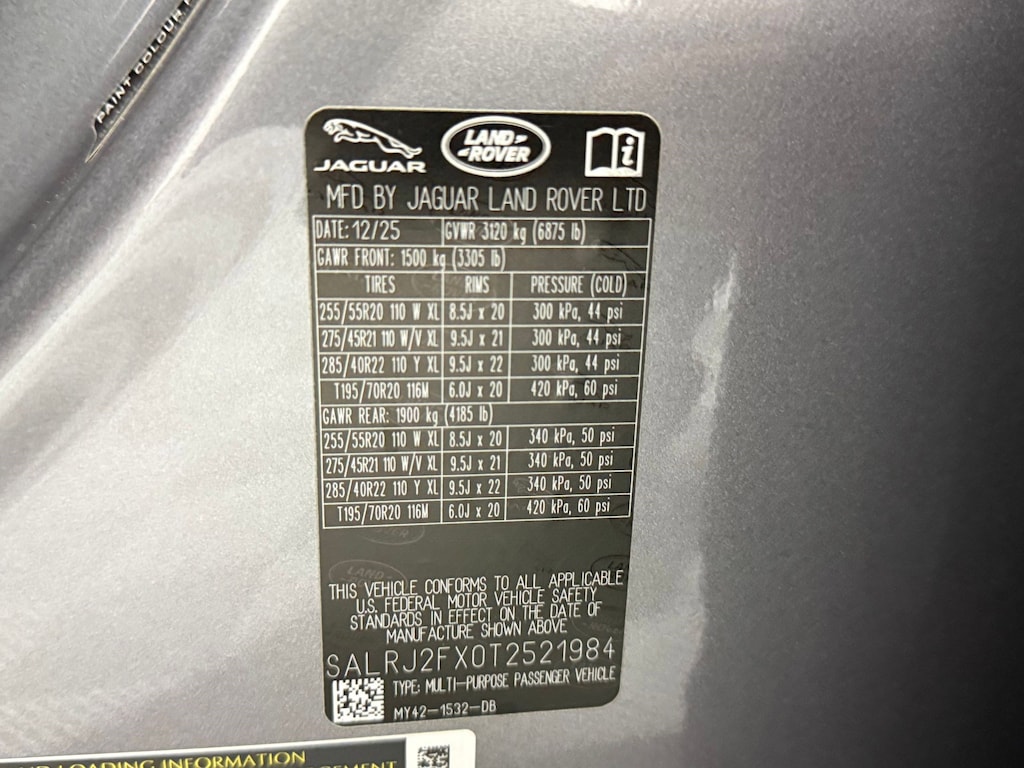 PAINT COLOUR
JAGUAR
LAND-
-ROVER
MFD BY JAGUAR LAND ROVER LTD
DATE: 12/25 GVWR 3120 kg (6875 lb)
GAWR FRONT: 1500 kg (3305 lb)
TIRES RIMS PRESSURE (COLD)
255/55R20 110 W XL 8.5J x 20 300 kPa, 44 psi
275/45R21 110 W/V XL 9.5J x 21 300 kPa, 44 psi
285/40R22 110 Y XL 9.5J x 22 300 kPa, 44 psi
T195/70R20 116M 6.0J x 20 420 kPa, 60 psi
GAWR REAR: 1900 kg (4185 lb)
255/55R20 110 W XL 8.5J x 20 340 kPa, 50 psi
275/45R21 110 W/V XL 9.5J x 21 340 kPa, 50 psi
285/40R22 110 Y XL 9.5J x 22 340 kPa, 50 psi
T195/70R20 116M 6.0J x 20 420 kPa, 60 psi
THIS VEHICLE CONFORMS TO ALL APPLICABLE
U.S. FEDERAL MOTOR VEHICLE SAFETY
STANDARDS IN EFFECT ON THE DATE OF
MANUFACTURE SHOWN ABOVE
SALRJ2FX0T2521984
TYPE: MULTI-PURPOSE PASSENGER VEHICLE
MY42-1532-DB
LOADING INFORMATION